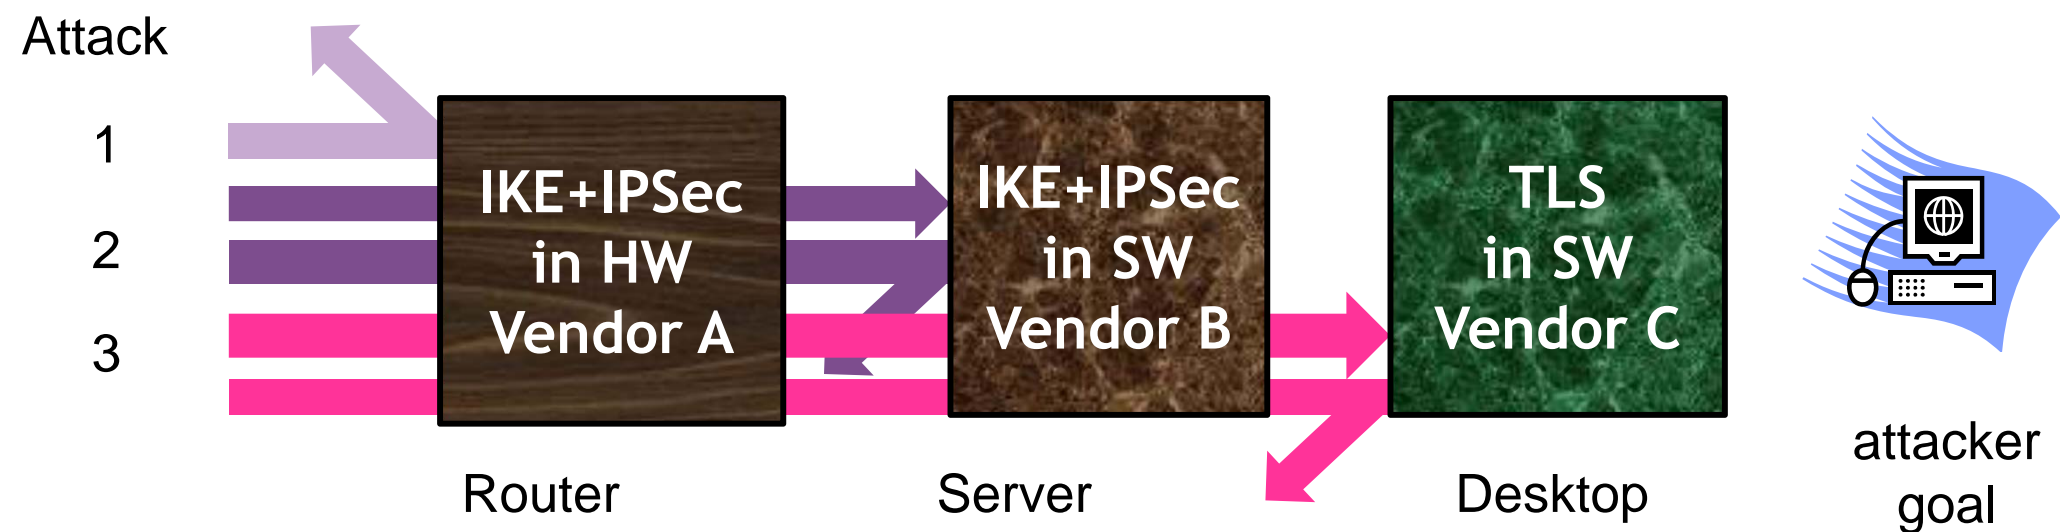 Attack
1
2
3
IKE+IPSec
in HW
Vendor A
IKE+IPSec
in SW
Vendor B
TLS
in SW
Vendor C
Router
Server
Desktop
attacker
goal